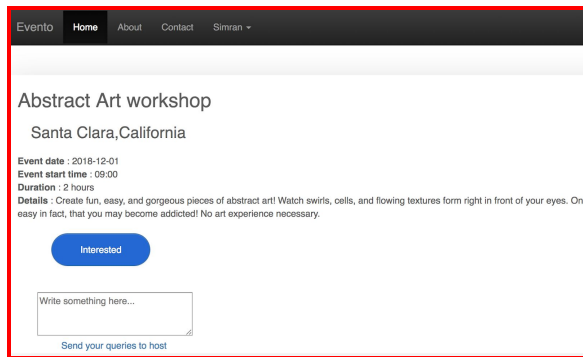 Evento Home About Contact Simran
Abstract Art workshop
Santa Clara,California
Event date : 2018-12-01
Event start time : 09:00
Duration : 2 hours
Details : Create fun, easy, and gorgeous pieces of abstract art! Watch swirls, cells, and flowing textures form right in front of your eyes. On
easy in fact, that you may become addicted! No art experience necessary.
Interested
Write something here...
Send your queries to host